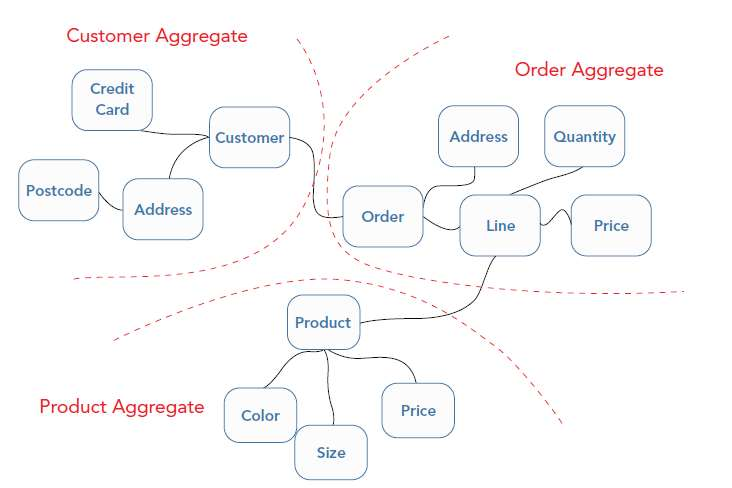 Customer Aggregate
Order Aggregate
Credit
Card
Customer
Address
Quantity
Postcode
Address
Order
Line
Price
Product
Product Aggregate
Color
Price
Size